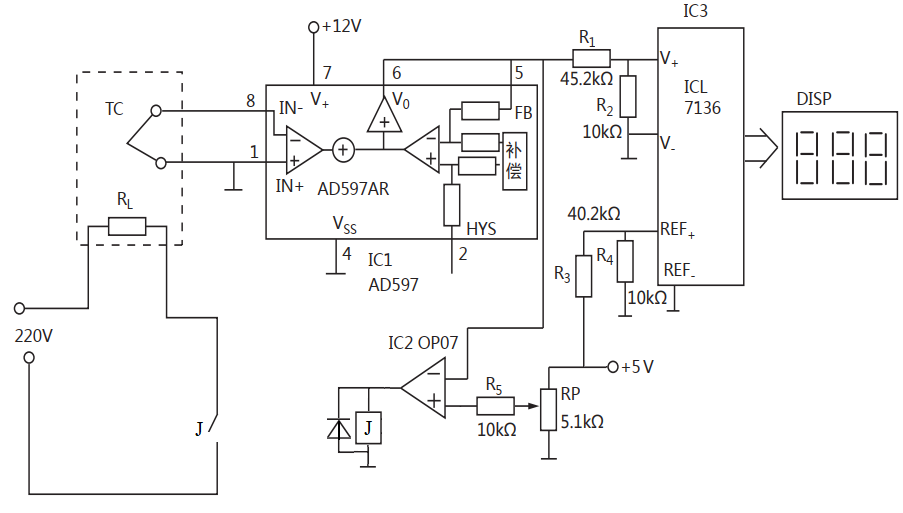 IC3
+12V
R1
V+
7
6
5
45.2kΩ
ICL
7136
TC
8
IN-
V+
V0
FB
R2
10kΩ
DISP
1
IN+
AD597AR
补偿
V-
RL
VSS
HYS
40.2kΩ
REF+
4
IC1
AD597
2
R3
R4
REF-
10kΩ
220V
IC2 OP07
+5V
R5
RP
10kΩ
5.1kΩ
J
J